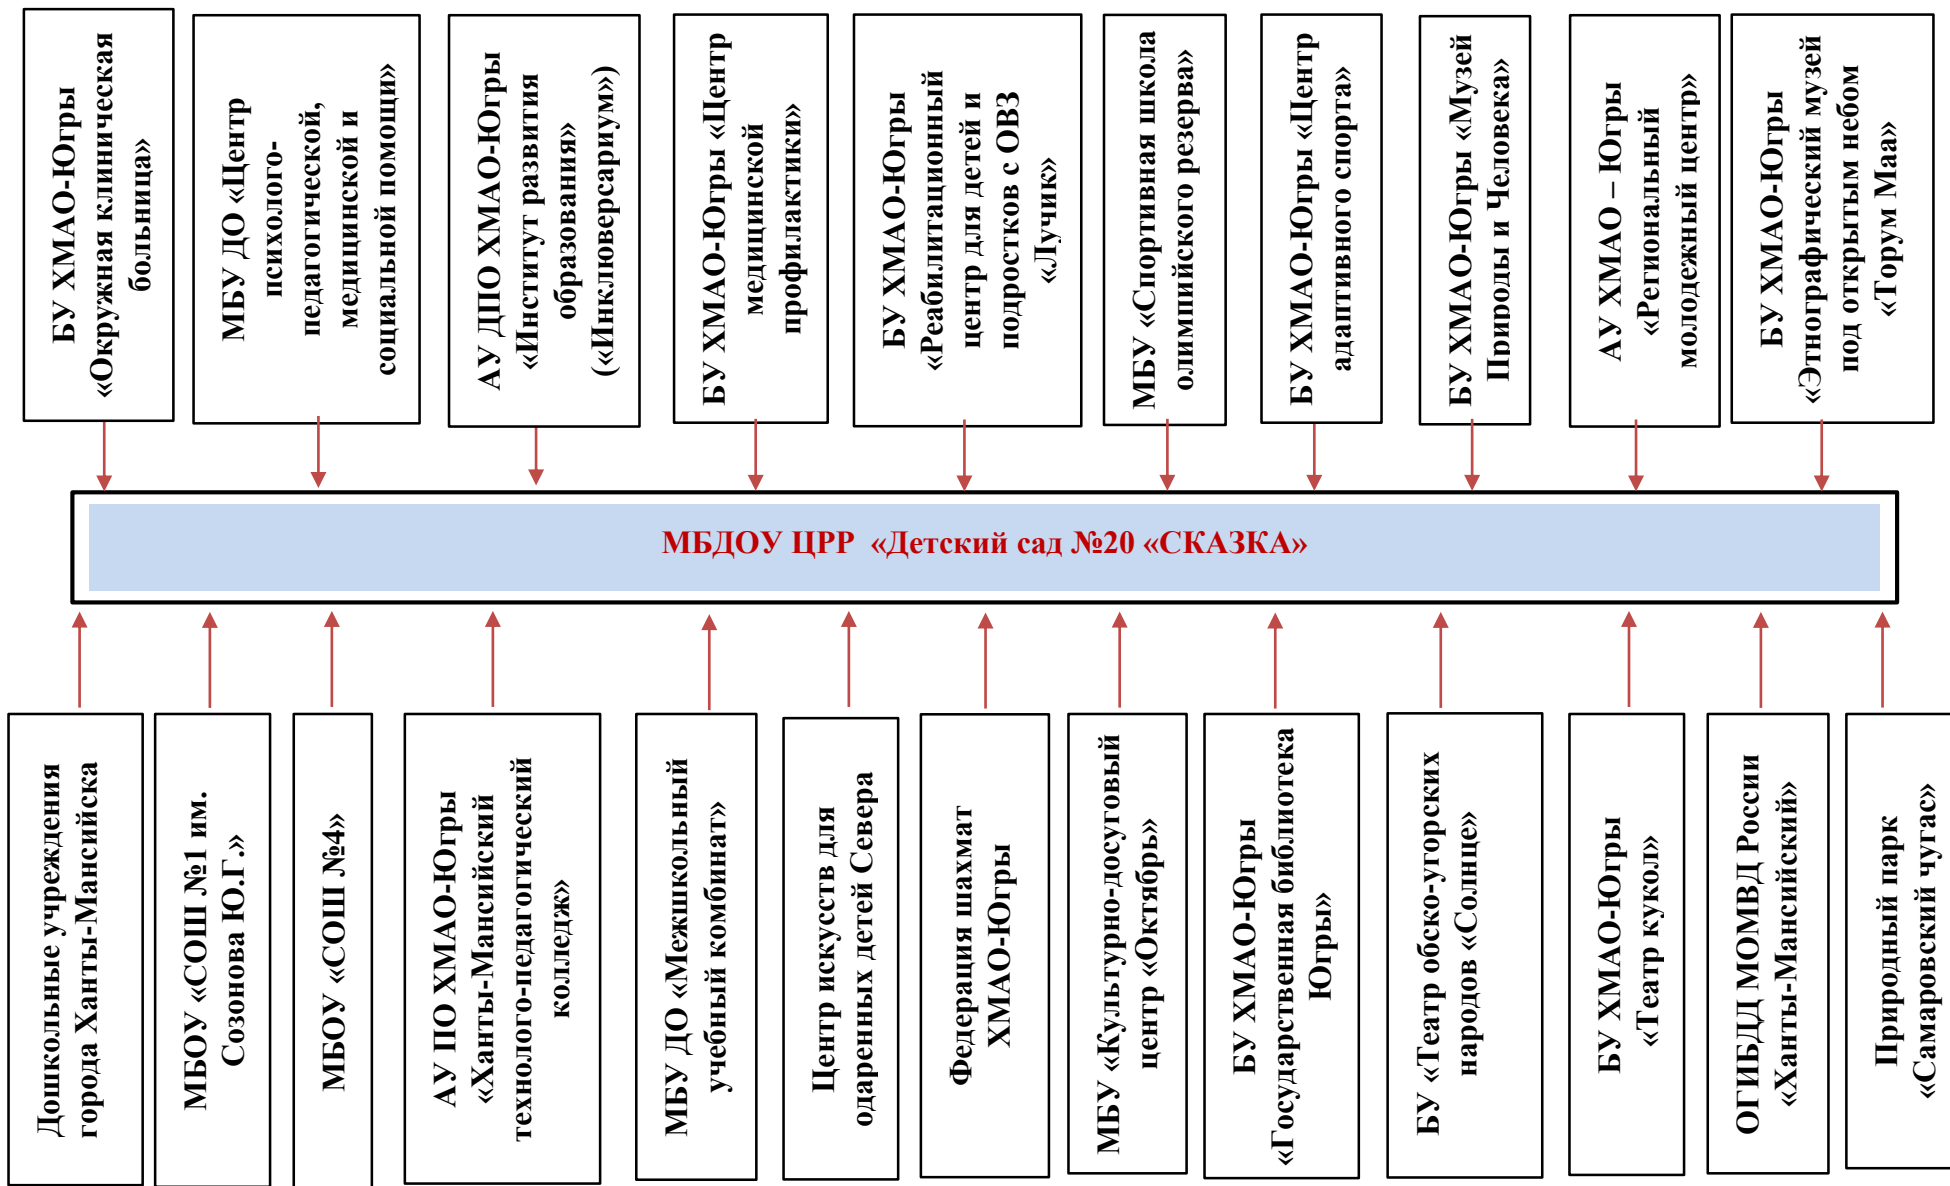 БУ ХМАО-Югры
«Окружная клиническая
больница»
МБУ ДО «Центр
психолого-
педагогической,
медицинской и
социальной помощи»
АУ ДПО ХМАО-Югры
«Институт развития
образования»
(«Инклюверсариум»)
БУ ХМАО-Югры «Центр
медицинской
профилактики»
БУ ХМАО-Югры
«Реабилитационный
центр для детей и
подростков с ОВЗ
«Лучик»
МБУ «Спортивная школа
олимпийского резерва»
БУ ХМАО-Югры «Центр
адаптивного спорта»
БУ ХМАО-Югры «Музей
Природы и Человека»
АУ ХМАО – Югры
«Региональный
молодежный центр»
БУ ХМАО-Югры
«Этнографический музей
под открытым небом
«Торум Маа»
МБДОУ ЦРР «Детский сад №20 «СКАЗКА»
Дошкольные учреждения
города Ханты-Мансийска
МБОУ «СОШ №1 им.
Созонова Ю.Г.»
МБОУ «СОШ №4»
АУ ПО ХМАО-Югры
«Ханты-Мансийский
технолого-педагогический
колледж»
МБУ ДО «Межшкольный
учебный комбинат»
Центр искусств для
одаренных детей Севера
Федерация шахмат
ХМАО-Югры
МБУ «Культурно-досуговый
центр «Октябрь»
БУ ХМАО-Югры
«Государственная библиотека
Югры»
БУ «Театр обско-угорских
народов «Солнце»
БУ ХМАО-Югры
«Театр кукол»
ОГИБДД МОМВД России
«Ханты-Мансийский»
Природный парк
«Самаровский чугас»